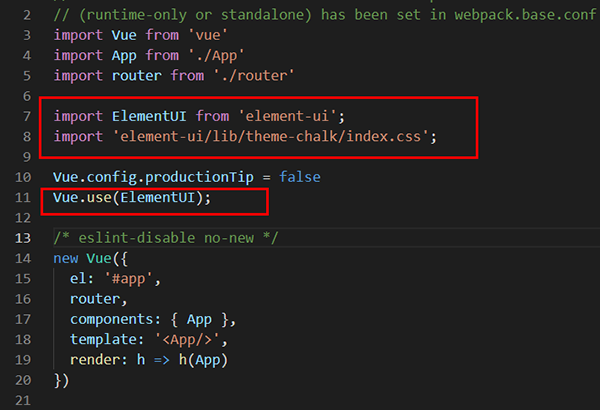 2 // (runtime-only or standalone) has been set in webpack.base.conf
3 import Vue from 'vue'
4 import App from './App'
5 import router from './router'
6
7 import ElementUI from 'element-ui';
8 import 'element-ui/lib/theme-chalk/index.css';
9
10 Vue.config.productionTip = false
11 Vue.use(ElementUI);
12
13 /* eslint-disable no-new */
14 new Vue({
15   el: '#app',
16   router,
17   components: { App },
18   template: '<App/>',
19   render: h => h(App)
20 })
21